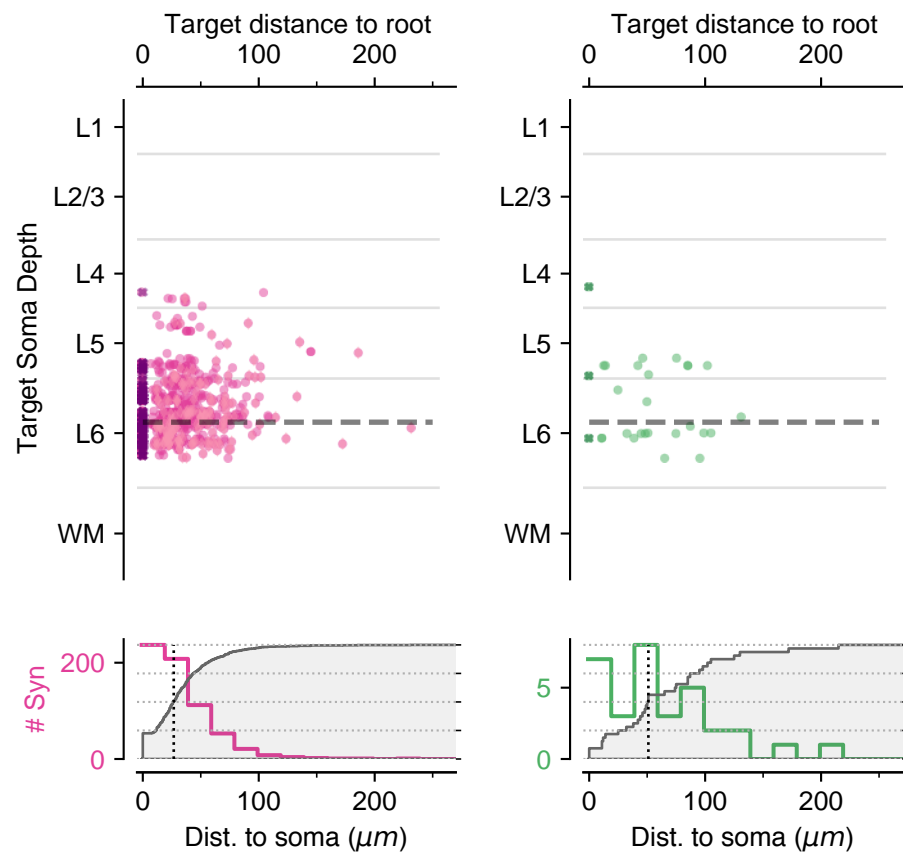 Target distance to root
Target distance to root
0 100 200
0 100 200
L1
L2/3
L4
L5
L6
WM
Target Soma Depth
L1
L2/3
L4
L5
L6
WM
# Syn
200
0
5
0
0 100 200
0 100 200
Dist. to soma (μm)
Dist. to soma (μm)